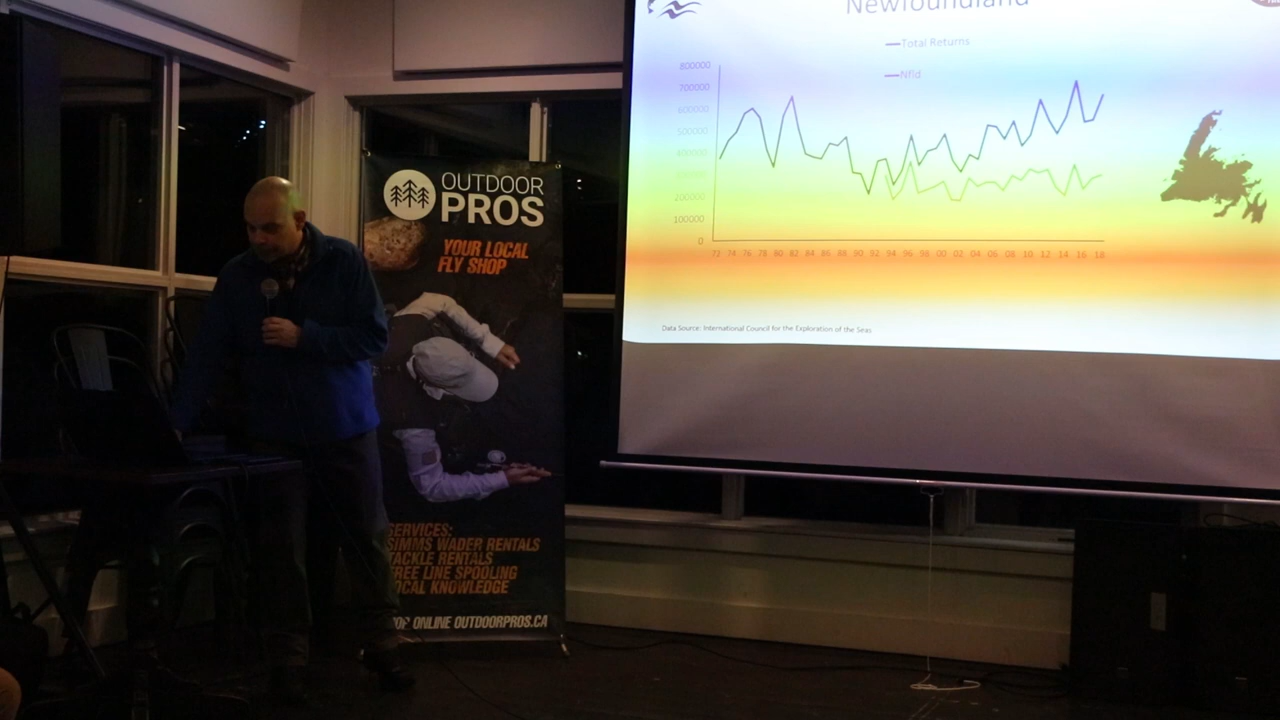 OUTDOOR
PROS
YOUR LOCAL
FLY SHOP
SERVICES:
SIMMS WADER RENTALS
TACKLE RENTALS
FREE LINE SPOOLING
LOCAL KNOWLEDGE
ONLINE OUTDOORPROS.CA
Newfoundland
Total Returns
Nfld
800000
700000
600000
500000
400000
300000
200000
100000
0
72 74 76 78 80 82 84 86 88 90 92 94 96 98 00 02 04 06 08 10 12 14 16 18
Data Source: International Council for the Exploration of the Seas